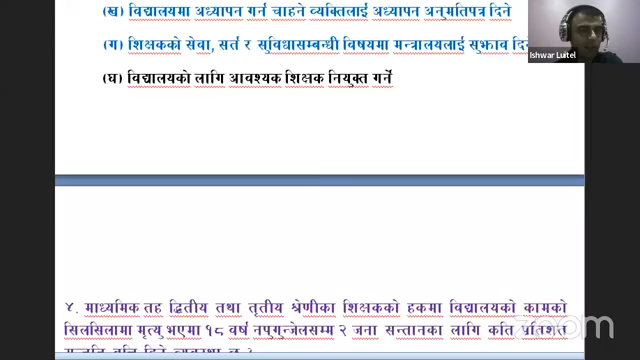 (ख) विद्यालयमा अध्यापन गर्न चाहने व्यक्तिलाई अध्यापन अनुमतिपत्र दिने
(ग) शिक्षकको सेवा, सर्त र सुविधासम्बन्धी विषयमा मन्त्रालयलाई सुझाव
Ishwar Luitel
(घ) विद्यालयको लागि आवश्यक शिक्षक नियुक्त गर्ने
zoom
४. माध्यमिक तह द्वितीय तथा तृतीय श्रेणीका शिक्षकको हकमा विद्यालयको कामको
सिलसिलामा मृत्यु भएमा १८ वर्ष नपुगुन्जेलसम्म २ जना सन्तानका लागि कति प्रतिशत